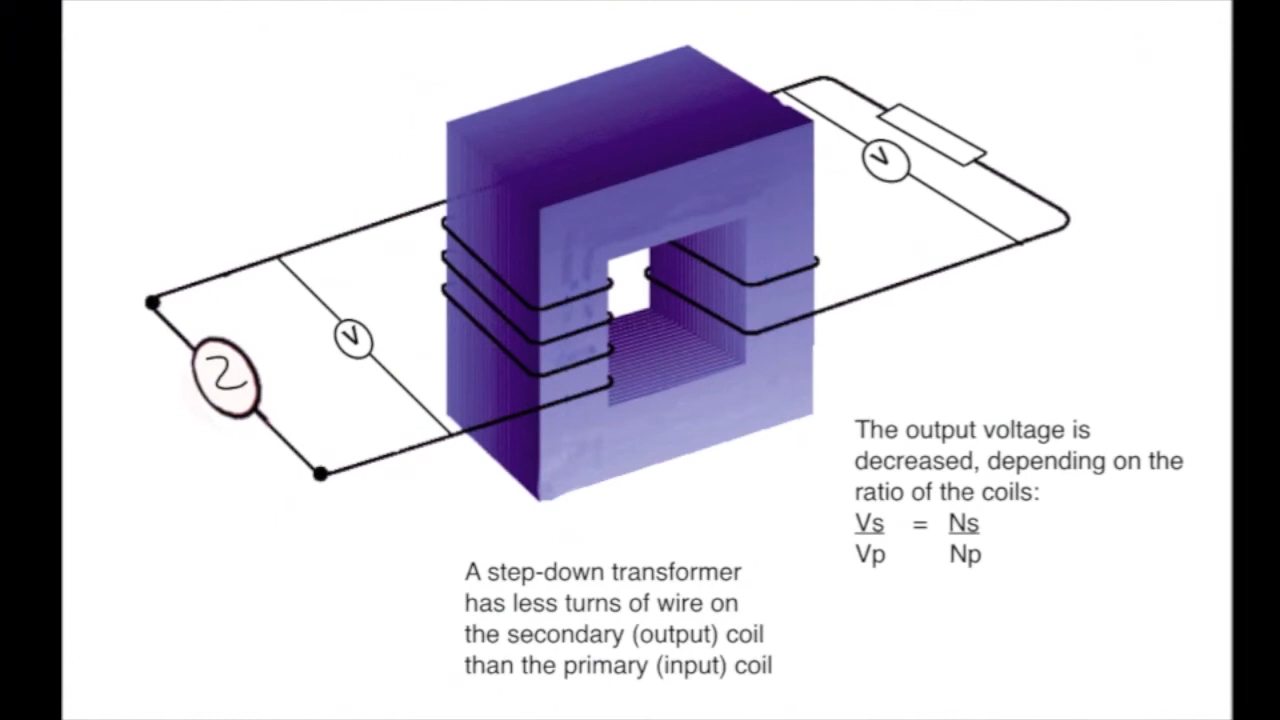 V
V
The output voltage is
decreased, depending on the
ratio of the coils:
Vs = Ns
Vp Np
A step-down transformer
has less turns of wire on
the secondary (output) coil
than the primary (input) coil